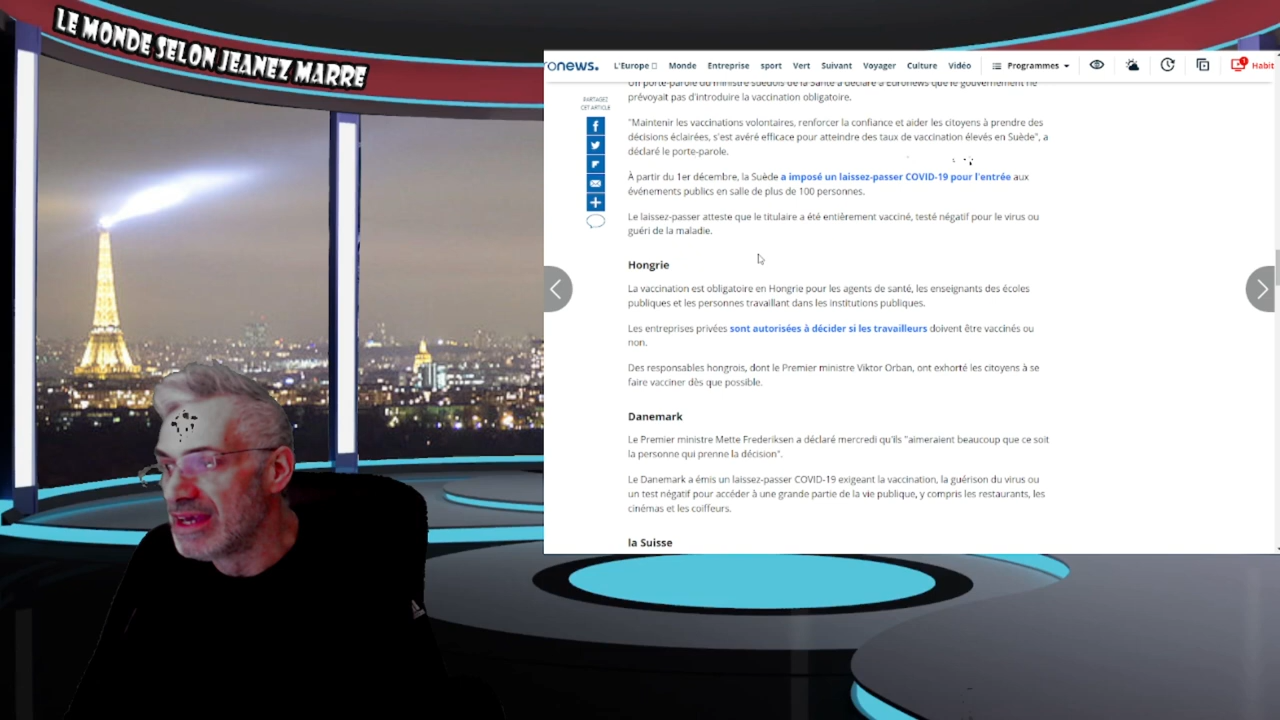 LE MONDE SELON JEANEZ MARRE
ronews.
L'Europe
Monde
Entreprise
sport
Vert
Suivant
Voyager
Culture
Vidéo
Programmes
1
Habit
PARTAGEZ
CET ARTICLE
Un porte-parole du ministre suédois de la Santé a déclaré à Euronews que le gouvernement ne
prévoyait pas d'introduire la vaccination obligatoire.
"Maintenir les vaccinations volontaires, renforcer la confiance et aider les citoyens à prendre des
décisions éclairées, s'est avéré efficace pour atteindre des taux de vaccination élevés en Suède", a
déclaré le porte-parole.
À partir du 1er décembre, la Suède a imposé un laissez-passer COVID-19 pour l'entrée aux
événements publics en salle de plus de 100 personnes.
Le laissez-passer atteste que le titulaire a été entièrement vacciné, testé négatif pour le virus ou
guéri de la maladie.
Hongrie
La vaccination est obligatoire en Hongrie pour les agents de santé, les enseignants des écoles
publiques et les personnes travaillant dans les institutions publiques.
Les entreprises privées sont autorisées à décider si les travailleurs doivent être vaccinés ou
non.
Des responsables hongrois, dont le Premier ministre Viktor Orban, ont exhorté les citoyens à se
faire vacciner dès que possible.
Danemark
Le Premier ministre Mette Frederiksen a déclaré mercredi qu'ils "aimeraient beaucoup que ce soit
la personne qui prenne la décision".
Le Danemark a émis un laissez-passer COVID-19 exigeant la vaccination, la guérison du virus ou
un test négatif pour accéder à une grande partie de la vie publique, y compris les restaurants, les
cinémas et les coiffeurs.
la Suisse